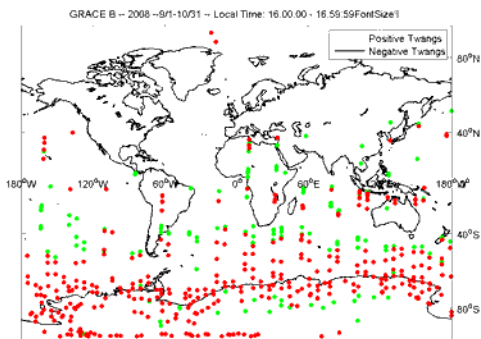 GRACE B -- 2008 --9/1-10/31 -- Local Time: 16.00.00 - 16.59.59FontSize'l
Positive Twangs
Negative Twangs
80°N
40°N
180°W 120°W 60°W 0° 60°E 120°E 180°W
40°S
80°S